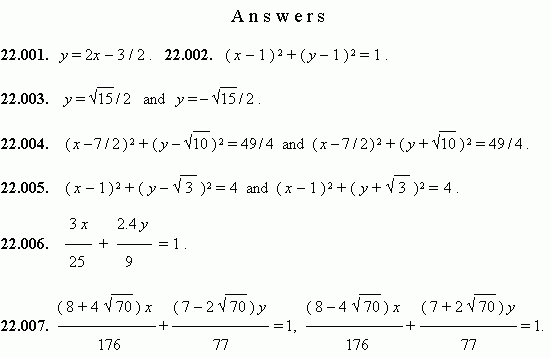 Answers
22.001. y = 2x – 3 / 2 . 22.002. ( x – 1 ) ² + ( y – 1 ) ² = 1 .
22.003. y = √15 / 2 and y = – √15 / 2 .
22.004. ( x – 7 / 2 ) ² + ( y – √10 ) ² = 49 / 4 and ( x – 7 / 2 ) ² + ( y + √10 ) ² = 49 / 4 .
22.005. ( x – 1 ) ² + ( y – √3 ) ² = 4 and ( x – 1 ) ² + ( y + √3 ) ² = 4 .
22.006. 3 x / 25 + 2.4 y / 9 = 1 .
22.007. ( 8 + 4 √70 ) x / 176 + ( 7 – 2 √70 ) y / 77 = 1, ( 8 – 4 √70 ) x / 176 + ( 7 + 2 √70 ) y / 77 = 1.